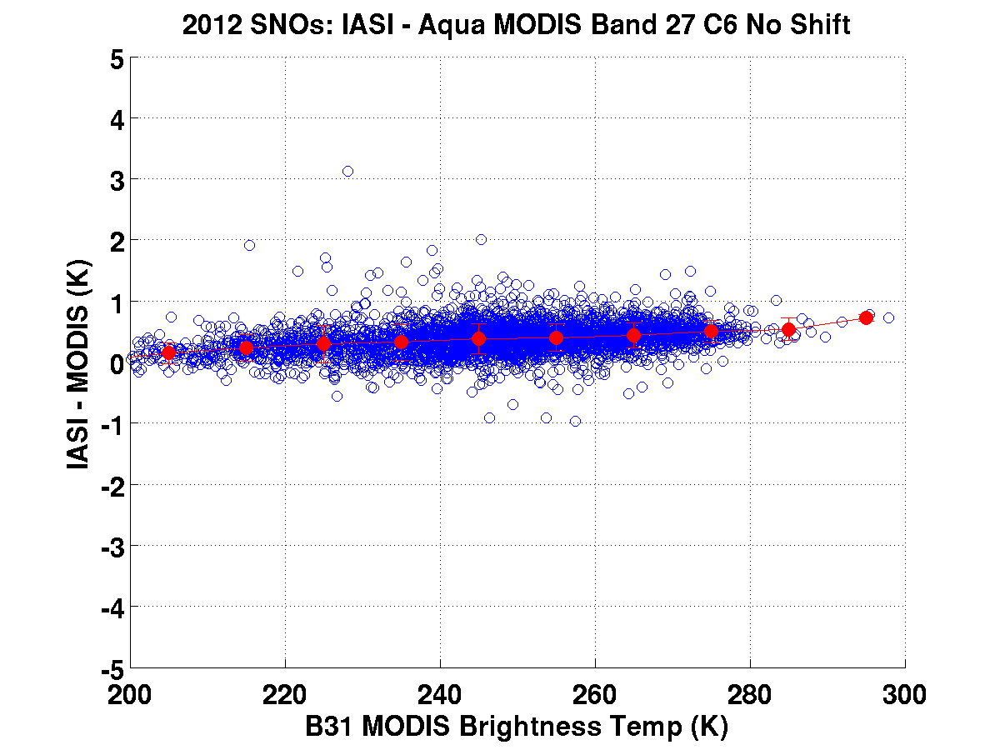 2012 SNOs: IASI - Aqua MODIS Band 27 C6 No Shift
5
4
3
2
1
0
-1
-2
-3
-4
-5
IASI - MODIS (K)
200 220 240 260 280 300
B31 MODIS Brightness Temp (K)